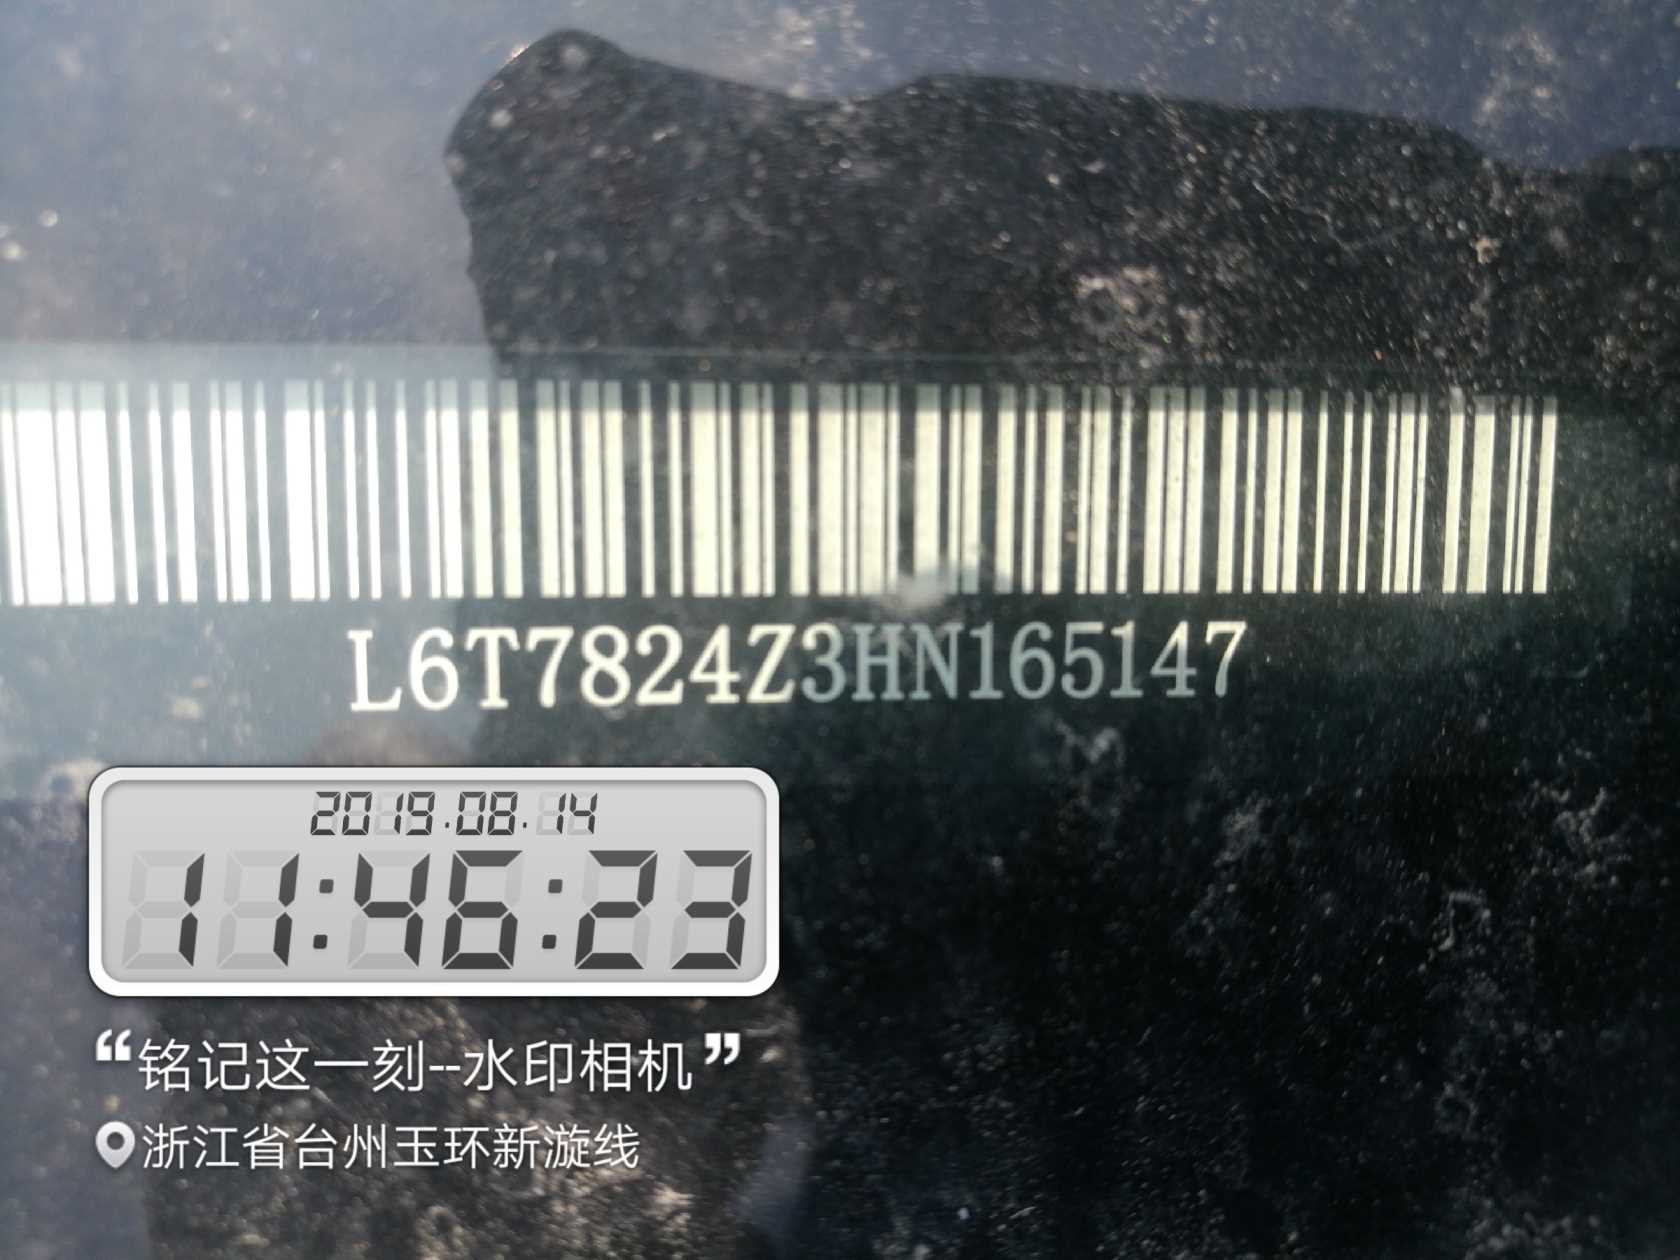 L6T7824Z3HN165147
2019.08.14
11:46:23
“铭记这一刻--水印相机”
浙江省台州玉环新漩线